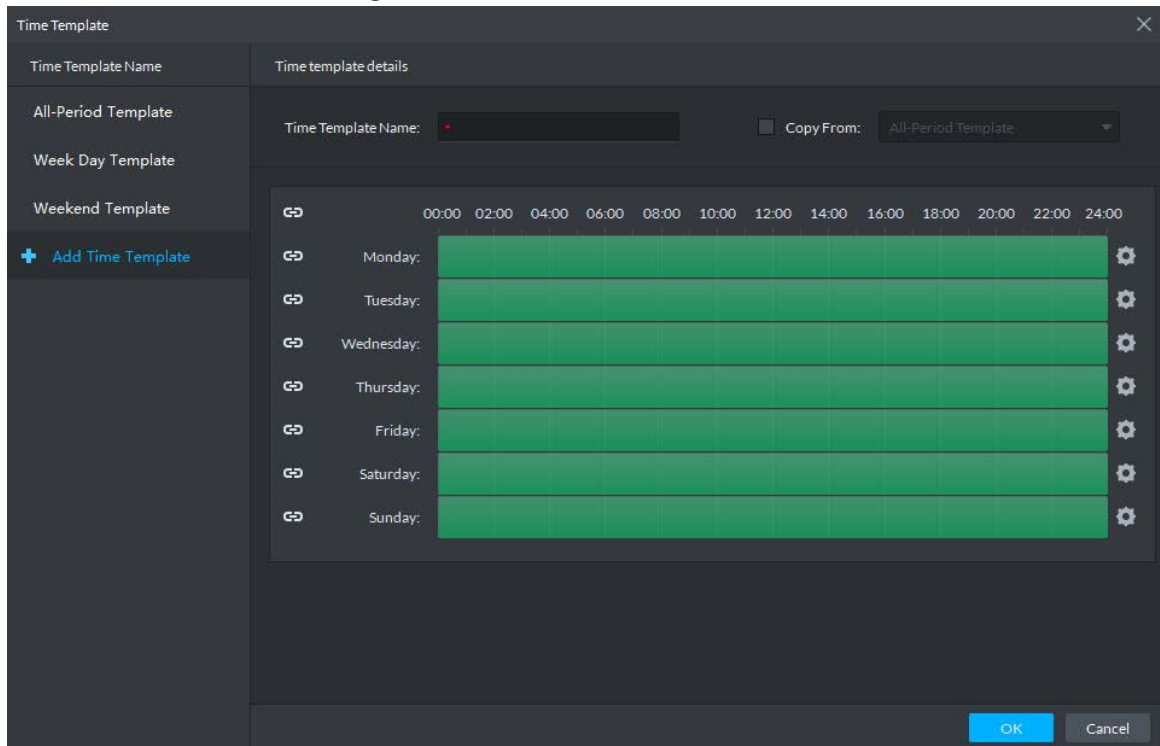 Time Template
Time Template Name
Time template details
All-Period Template
Week Day Template
Weekend Template
Add Time Template
Time Template Name: *
Copy From: All-Period Template
00:00 02:00 04:00 06:00 08:00 10:00 12:00 14:00 16:00 18:00 20:00 22:00 24:00
Monday:
Tuesday:
Wednesday:
Thursday:
Friday:
Saturday:
Sunday:
OK Cancel